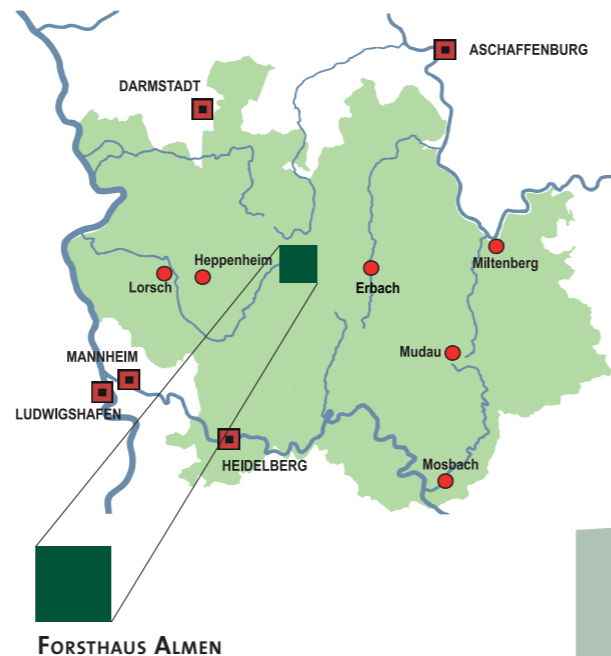 ASCHAFFENBURG
DARMSTADT
Heppenheim
Miltenberg
Lorsch
Erbach
Mudau
MANNHEIM
LUDWIGSHAFEN
HEIDELBERG
Mosbach
FORSTHAUS ALMEN